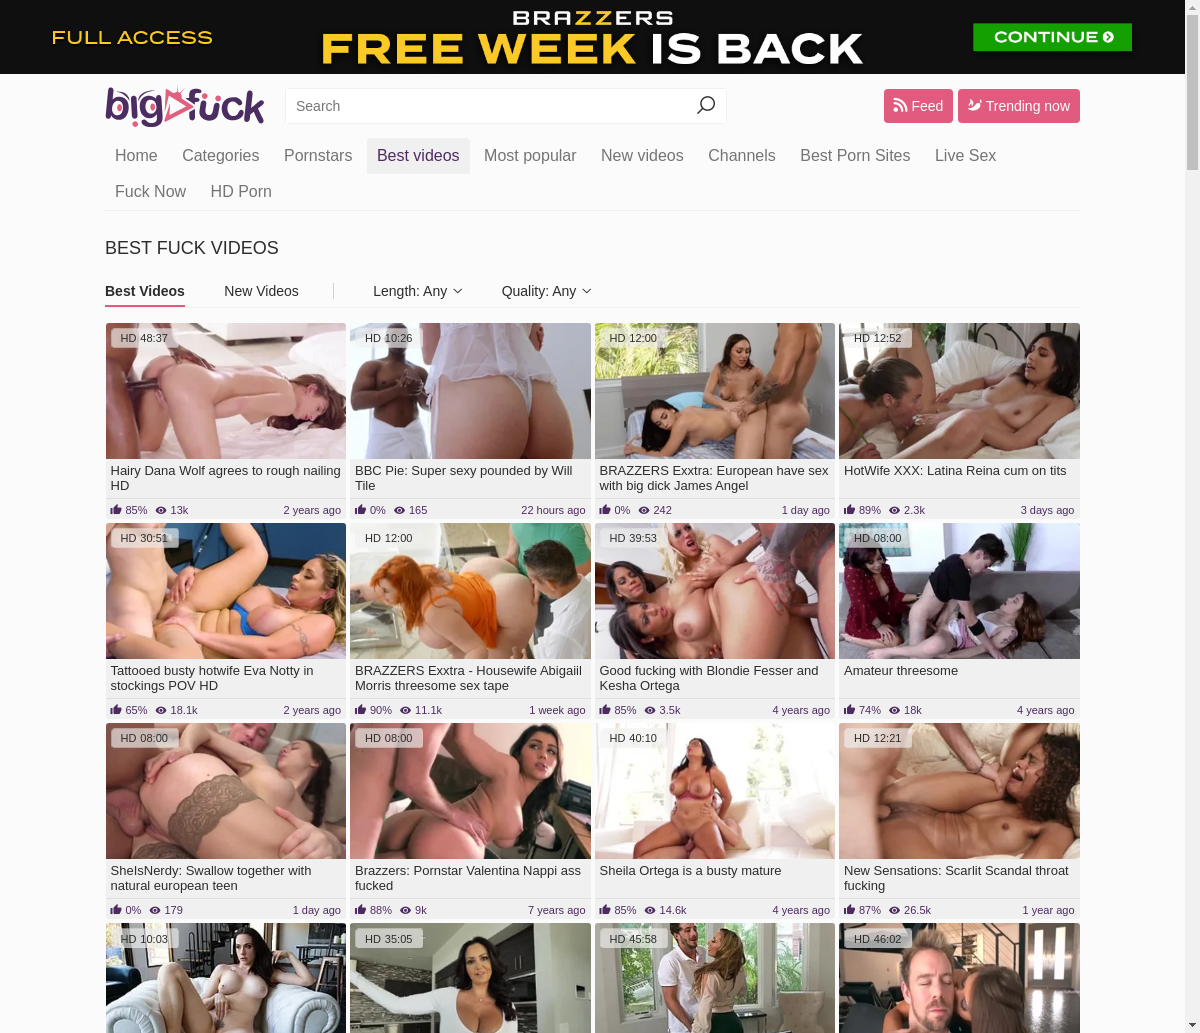 FULL ACCESS
BRAZZERS
FREE WEEK IS BACK
CONTINUE
big fuck
Search
Feed
Trending now
Home Categories Pornstars Best videos Most popular New videos Channels Best Porn Sites Live Sex
Fuck Now HD Porn
BEST FUCK VIDEOS
Best Videos New Videos Length: Any Quality: Any
HD 48:37
HD 10:26
HD 12:00
HD 12:52
Hairy Dana Wolf agrees to rough nailing
HD
85% 13k 2 years ago
BBC Pie: Super sexy pounded by Will
Tile
0% 165 22 hours ago
BRAZZERS Exxtra: European have sex
with big dick James Angel
0% 242 1 day ago
HotWife XXX: Latina Reina cum on tits
89% 2.3k 3 days ago
HD 30:51
HD 12:00
HD 39:53
HD 08:00
Tattooed busty hotwife Eva Notty in
stockings POV HD
65% 18.1k 2 years ago
BRAZZERS Exxtra - Housewife Abigaiil
Morris threesome sex tape
90% 11.1k 1 week ago
Good fucking with Blondie Fesser and
Kesha Ortega
85% 3.5k 4 years ago
Amateur threesome
74% 18k 4 years ago
HD 08:00
HD 08:00
HD 40:10
HD 12:21
SheIsNerdy: Swallow together with
natural european teen
0% 179 1 day ago
Brazzers: Pornstar Valentina Nappi ass
fucked
88% 9k 7 years ago
Sheila Ortega is a busty mature
85% 14.6k 4 years ago
New Sensations: Scarlit Scandal throat
fucking
87% 26.5k 1 year ago
HD 10:03
HD 35:05
HD 45:58
HD 46:02